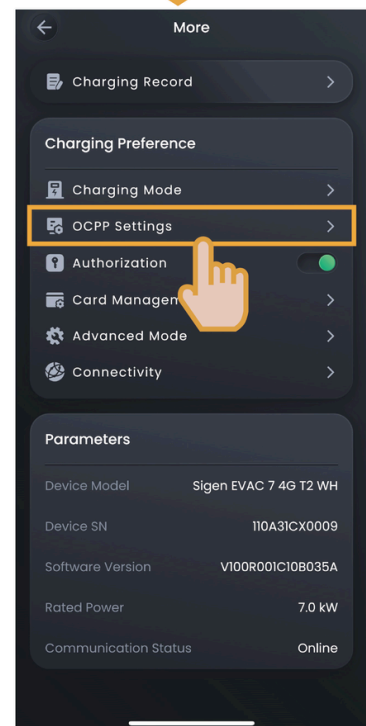 More
Charging Record
Charging Preference
Charging Mode
OCPP Settings
Authorization
Card Managem
Advanced Mode
Connectivity
Parameters
Device Model Sigen EVAC 7 4G T2 WH
Device SN 110A31CX0009
Software Version V100R001C10B035A
Rated Power 7.0 kW
Communication Status Online